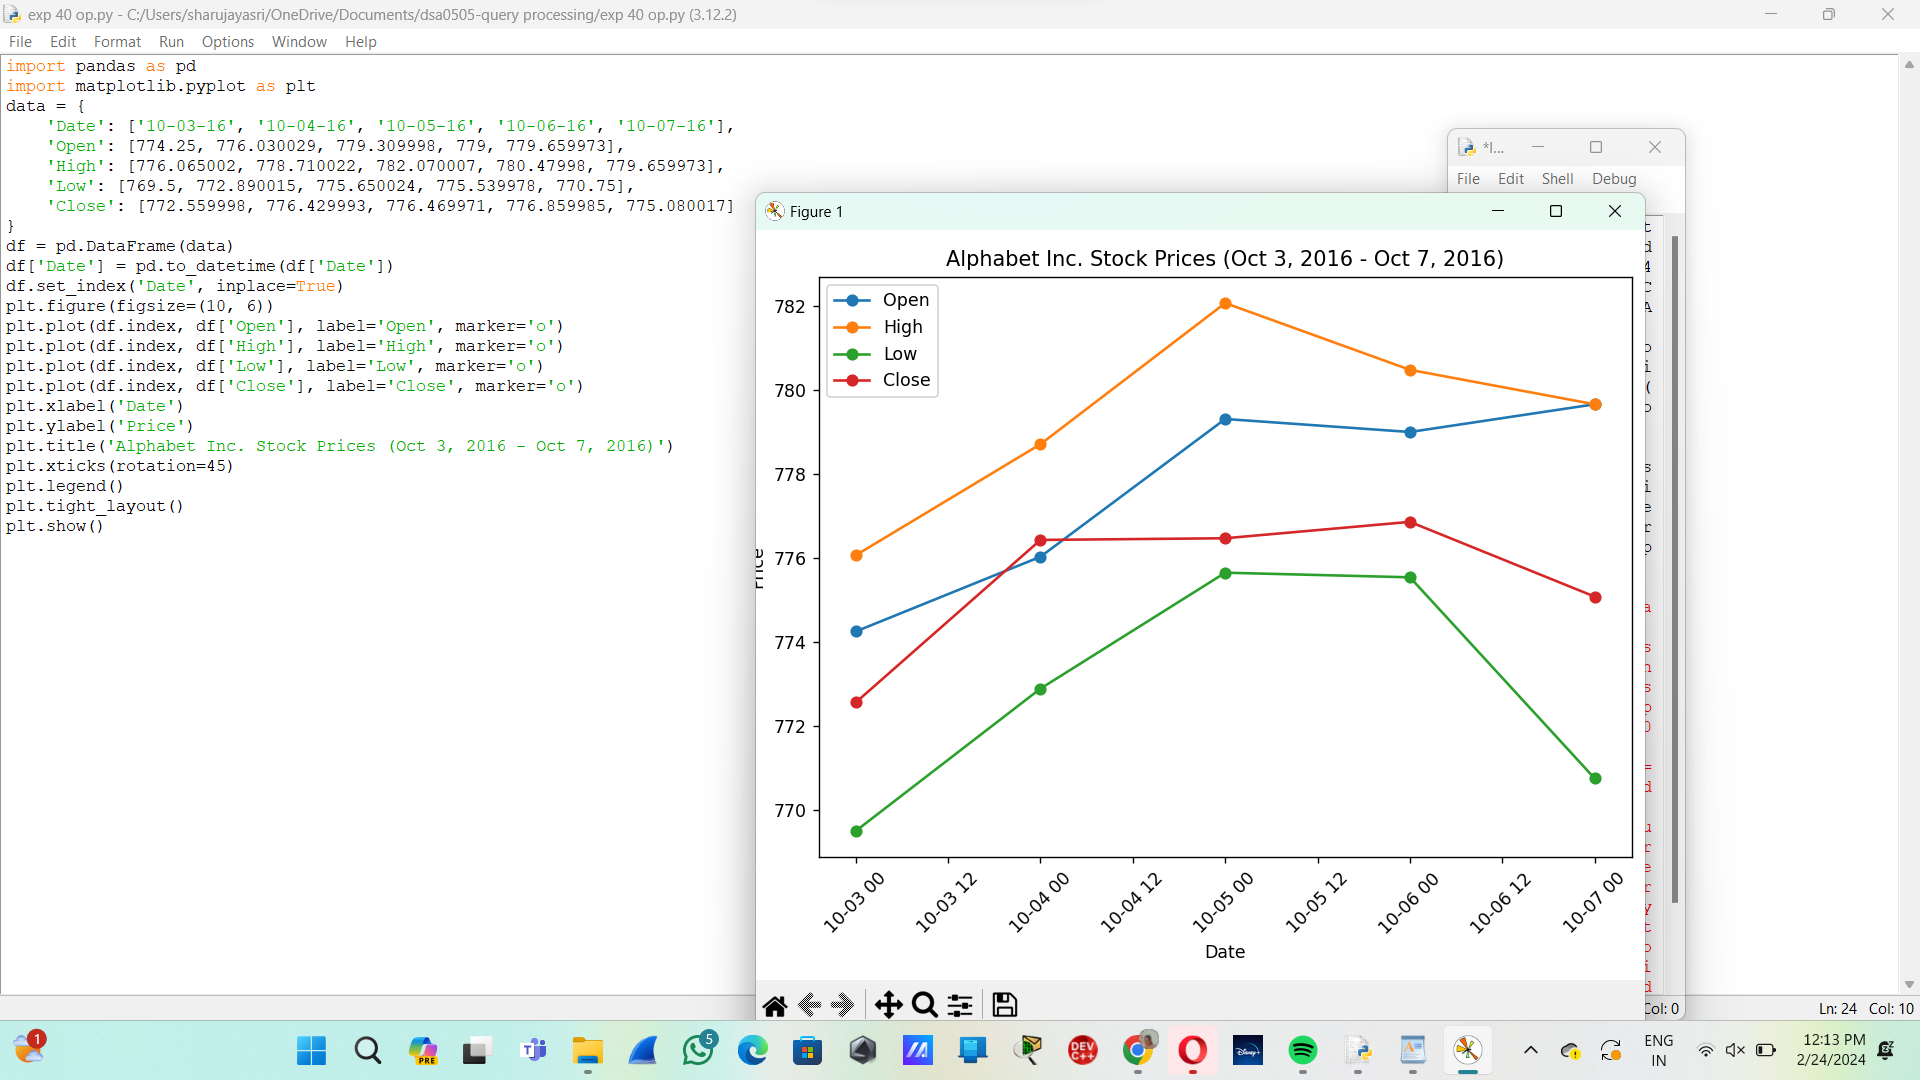 exp 40 op.py - C:/Users/sharujayasri/OneDrive/Documents/dsa0505-query processing/exp 40 op.py (3.12.2)
File Edit Format Run Options Window Help
import pandas as pd
import matplotlib.pyplot as plt
data = {
    'Date': ['10-03-16', '10-04-16', '10-05-16', '10-06-16', '10-07-16'],
    'Open': [774.25, 776.030029, 779.309998, 779, 779.659973],
    'High': [776.065002, 778.710022, 782.070007, 780.47998, 779.659973],
    'Low': [769.5, 772.890015, 775.650024, 775.539978, 770.75],
    'Close': [772.559998, 776.429993, 776.469971, 776.859985, 775.080017]
}
df = pd.DataFrame(data)
df['Date'] = pd.to_datetime(df['Date'])
df.set_index('Date', inplace=True)
plt.figure(figsize=(10, 6))
plt.plot(df.index, df['Open'], label='Open', marker='o')
plt.plot(df.index, df['High'], label='High', marker='o')
plt.plot(df.index, df['Low'], label='Low', marker='o')
plt.plot(df.index, df['Close'], label='Close', marker='o')
plt.xlabel('Date')
plt.ylabel('Price')
plt.title('Alphabet Inc. Stock Prices (Oct 3, 2016 - Oct 7, 2016)')
plt.xticks(rotation=45)
plt.legend()
plt.tight_layout()
plt.show()
*I...
File Edit Shell Debug
Figure 1
Alphabet Inc. Stock Prices (Oct 3, 2016 - Oct 7, 2016)
Open
High
Low
Close
782
780
778
776
774
772
770
Price
10-03 00
10-03 12
10-04 00
10-04 12
10-05 00
10-05 12
10-06 00
10-06 12
10-07 00
Date
Col: 0
Ln: 24 Col: 10
1
PRE
5
DEV C++
Disney+
ENG
IN
12:13 PM
2/24/2024